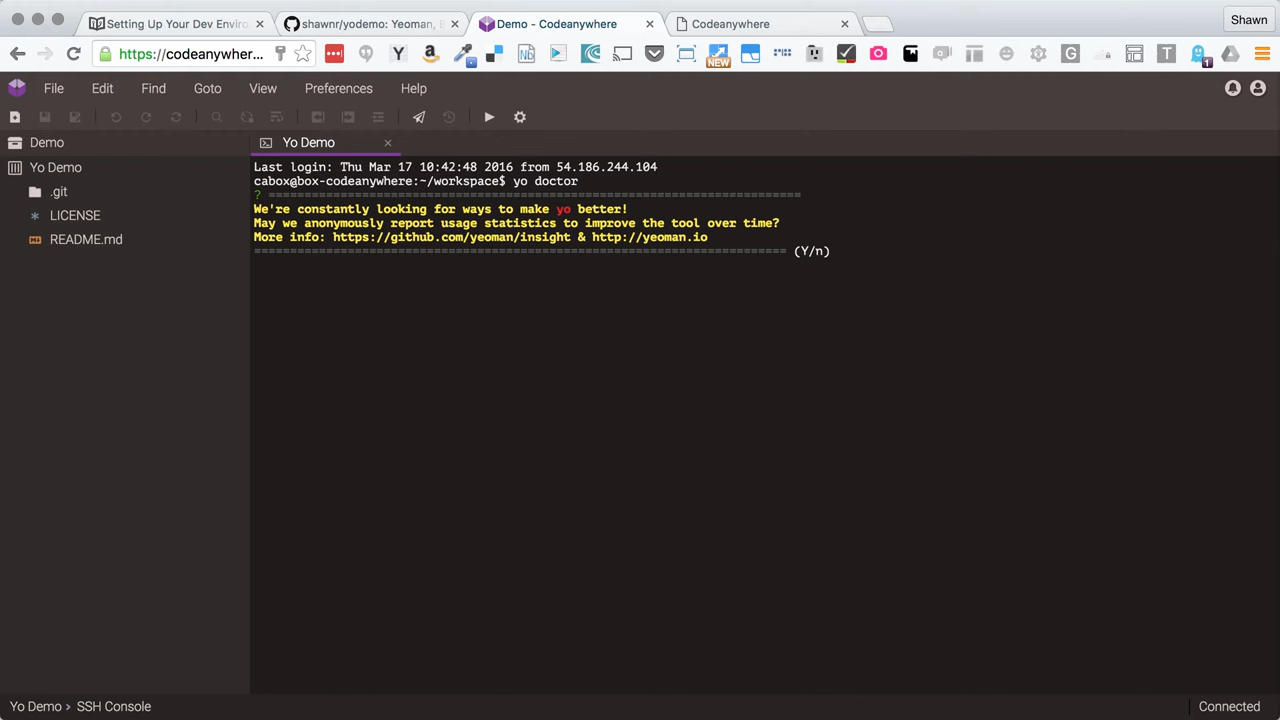 Setting Up Your Dev Enviro
shawnr/yodemo: Yeoman, B
Demo - Codeanywhere
Codeanywhere
Shawn
https://codeanywher...
NEW
1
File Edit Find Goto View Preferences Help
Demo
Yo Demo
Yo Demo
.git
LICENSE
README.md
Last login: Thu Mar 17 10:42:48 2016 from 54.186.244.104
cabox@box-codeanywhere:~/workspace$ yo doctor
? ==========================================================================
We're constantly looking for ways to make yo better!
May we anonymously report usage statistics to improve the tool over time?
More info: https://github.com/yeoman/insight & http://yeoman.io
========================================================================== (Y/n)
Yo Demo > SSH Console
Connected